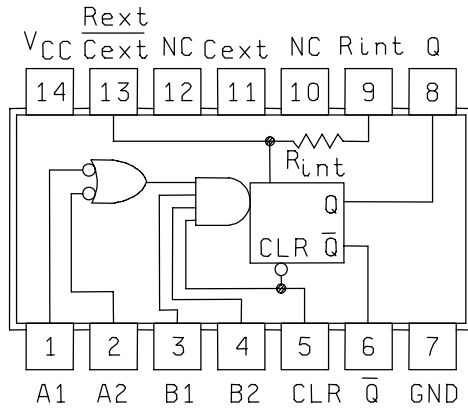 Rext
VCC Cext NC Cext NC Rint Q
14 13 12 11 10 9 8
Rint
Q
CLR Q̅
1 2 3 4 5 6 7
A1 A2 B1 B2 CLR Q̅ GND